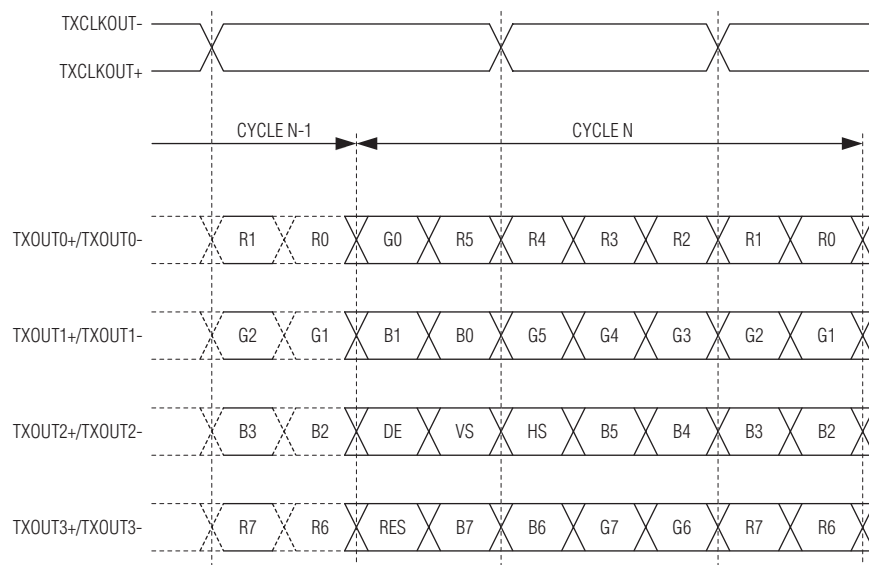 TXCLKOUT-
TXCLKOUT+
CYCLE N-1 CYCLE N
TXOUT0+/TXOUT0- R1 R0 G0 R5 R4 R3 R2 R1 R0
TXOUT1+/TXOUT1- G2 G1 B1 B0 G5 G4 G3 G2 G1
TXOUT2+/TXOUT2- B3 B2 DE VS HS B5 B4 B3 B2
TXOUT3+/TXOUT3- R7 R6 RES B7 B6 G7 G6 R7 R6